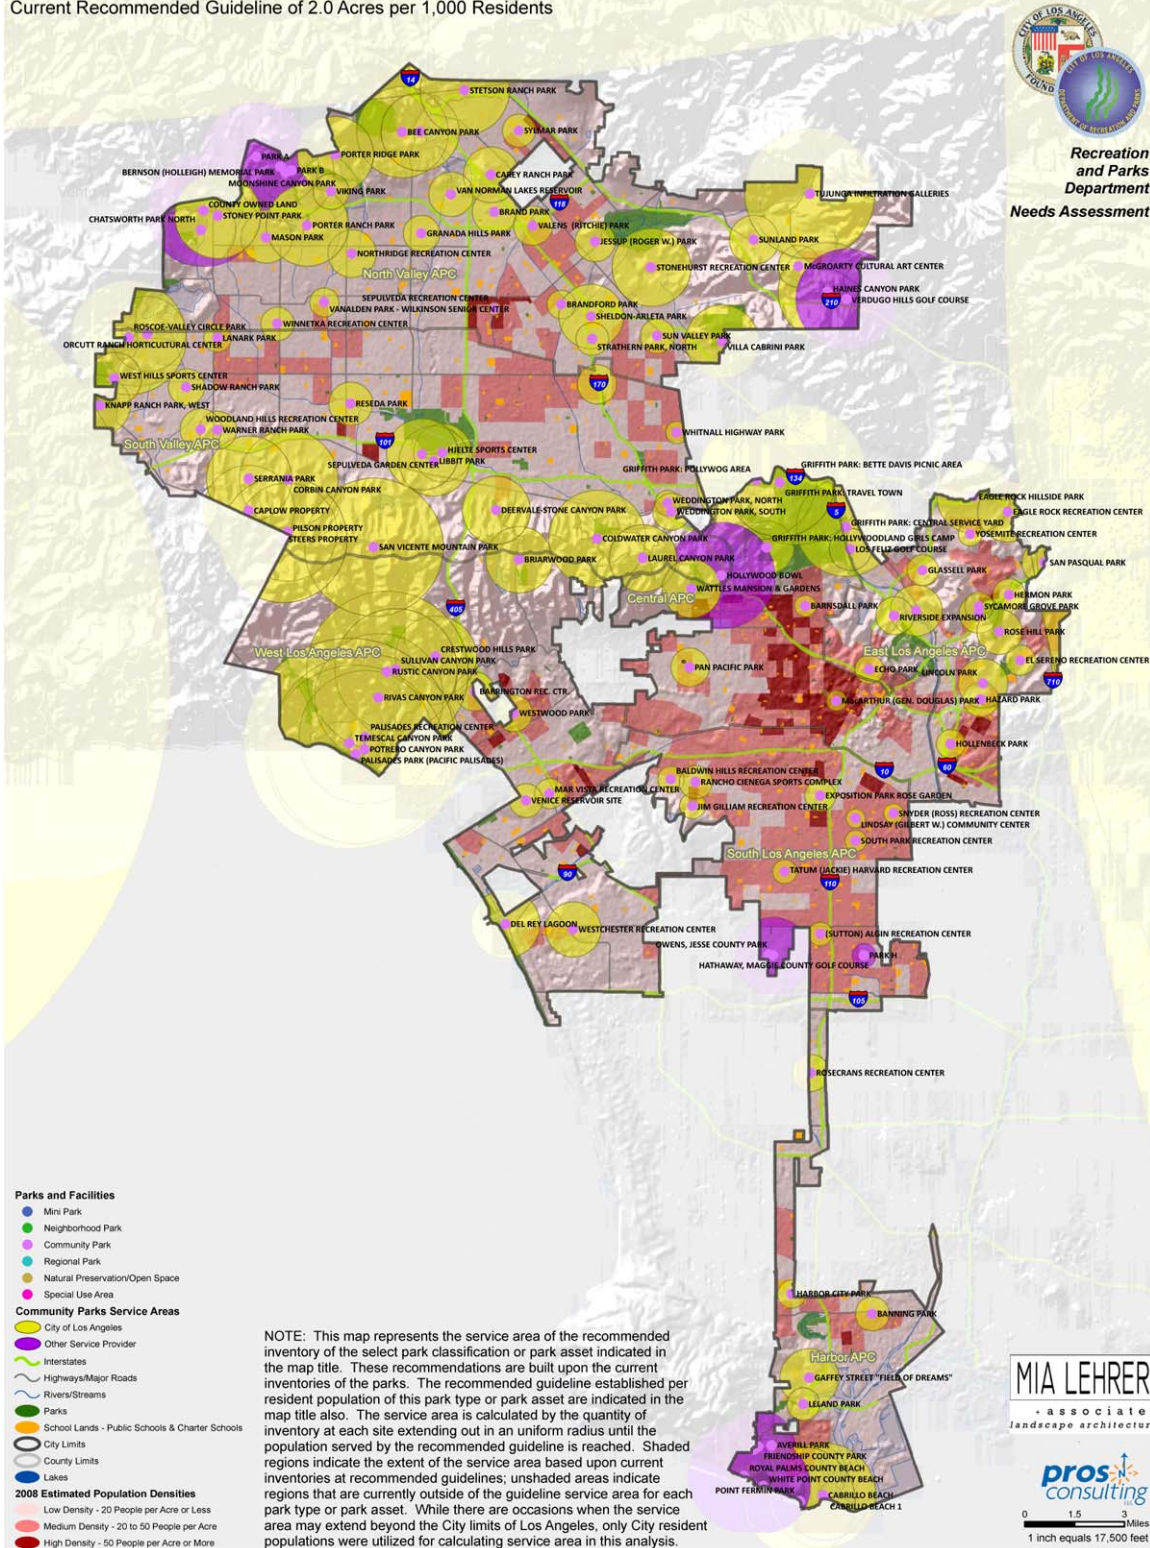 Current Recommended Guideline of 2.0 Acres per 1,000 Residents
CITY OF LOS ANGELES
FOUND
CITY OF LOS ANGELES
DEPARTMENT OF RECREATION AND PARKS
Recreation
and Parks
Department
Needs Assessment
14
STETSON RANCH PARK
BEE CANYON PARK
SYLMAR PARK
PARK A
PORTER RIDGE PARK
BERNSON (HOLLEIGH) MEMORIAL PARK
PARK B
CAREY RANCH PARK
MOONSHINE CANYON PARK
VIKING PARK
VAN NORMAN LAKES RESERVOIR
TUJUNGA INFILTRATION GALLERIES
COUNTY OWNED LAND
118
CHATSWORTH PARK NORTH
STONEY POINT PARK
BRAND PARK
PORTER RANCH PARK
VALENS (RITCHIE) PARK
MASON PARK
GRANADA HILLS PARK
JESSUP (ROGER W.) PARK
SUNLAND PARK
NORTHRIDGE RECREATION CENTER
STONEHURST RECREATION CENTER
McGROARTY CULTURAL ART CENTER
North Valley APC
HAINES CANYON PARK
210
VERDUGO HILLS GOLF COURSE
SEPULVEDA RECREATION CENTER
VANALDEN PARK - WILKINSON SENIOR CENTER
BRANDFORD PARK
SHELDON-ARLETA PARK
ROSCOE-VALLEY CIRCLE PARK
WINNETKA RECREATION CENTER
LANARK PARK
ORCUTT RANCH HORTICULTURAL CENTER
SUN VALLEY PARK
STRATHERN PARK, NORTH
VILLA CABRINI PARK
WEST HILLS SPORTS CENTER
SHADOW RANCH PARK
170
KNAPP RANCH PARK, WEST
RESEDA PARK
WOODLAND HILLS RECREATION CENTER
WARNER RANCH PARK
WHITNALL HIGHWAY PARK
South Valley APC
101
HJELTE SPORTS CENTER
SEPULVEDA GARDEN CENTER
LIBBIT PARK
GRIFFITH PARK: POLLYWOG AREA
GRIFFITH PARK: BETTE DAVIS PICNIC AREA
134
SERRANIA PARK
CORBIN CANYON PARK
GRIFFITH PARK: TRAVEL TOWN
EAGLE ROCK HILLSIDE PARK
WEDDINGTON PARK, NORTH
WEDDINGTON PARK, SOUTH
5
CAPLOW PROPERTY
DEERVALE-STONE CANYON PARK
EAGLE ROCK RECREATION CENTER
PILSON PROPERTY
STEERS PROPERTY
GRIFFITH PARK: CENTRAL SERVICE YARD
YOSEMITE RECREATION CENTER
COLDWATER CANYON PARK
GRIFFITH PARK: HOLLYWOODLAND GIRLS CAMP
SAN VICENTE MOUNTAIN PARK
LOS FELIZ GOLF COURSE
BRIARWOOD PARK
LAUREL CANYON PARK
SAN PASQUAL PARK
GLASSELL PARK
HOLLYWOOD BOWL
WATTLES MANSION & GARDENS
HERMON PARK
Central APC
405
BARNSDALL PARK
SYCAMORE GROVE PARK
RIVERSIDE EXPANSION
ROSE HILL PARK
West Los Angeles APC
CRESTWOOD HILLS PARK
East Los Angeles APC
SULLIVAN CANYON PARK
RUSTIC CANYON PARK
PAN PACIFIC PARK
ECHO PARK
LINCOLN PARK
EL SERENO RECREATION CENTER
710
RIVAS CANYON PARK
BARRINGTON REC. CTR.
MacARTHUR (GEN. DOUGLAS) PARK
HAZARD PARK
WESTWOOD PARK
PALISADES RECREATION CENTER
TEMESCAL CANYON PARK
POTRERO CANYON PARK
PALISADES PARK (PACIFIC PALISADES)
HOLLENBECK PARK
10
60
BALDWIN HILLS RECREATION CENTER
RANCHO CIENEGA SPORTS COMPLEX
MAR VISTA RECREATION CENTER
VENICE RESERVOIR SITE
EXPOSITION PARK ROSE GARDEN
JIM GILLIAM RECREATION CENTER
SNYDER (ROSS) RECREATION CENTER
LINDSAY (GILBERT W.) COMMUNITY CENTER
SOUTH PARK RECREATION CENTER
South Los Angeles APC
90
TATUM (JACKIE) HARVARD RECREATION CENTER
110
DEL REY LAGOON
WESTCHESTER RECREATION CENTER
(SUTTON) ALGIN RECREATION CENTER
OWENS, JESSE COUNTY PARK
PARK H
HATHAWAY, MAGGIE COUNTY GOLF COURSE
105
ROSECRANS RECREATION CENTER
HARBOR CITY PARK
BANNING PARK
Harbor APC
GAFFEY STREET "FIELD OF DREAMS"
LELAND PARK
AVERILL PARK
FRIENDSHIP COUNTY PARK
ROYAL PALMS COUNTY BEACH
WHITE POINT COUNTY BEACH
POINT FERMIN PARK
CABRILLO BEACH
CABRILLO BEACH 1
Parks and Facilities
Mini Park
Neighborhood Park
Community Park
Regional Park
Natural Preservation/Open Space
Special Use Area
Community Parks Service Areas
City of Los Angeles
Other Service Provider
Interstates
Highways/Major Roads
Rivers/Streams
Parks
School Lands - Public Schools & Charter Schools
City Limits
County Limits
Lakes
2008 Estimated Population Densities
Low Density - 20 People per Acre or Less
Medium Density - 20 to 50 People per Acre
High Density - 50 People per Acre or More
NOTE: This map represents the service area of the recommended
inventory of the select park classification or park asset indicated in
the map title. These recommendations are built upon the current
inventories of the parks. The recommended guideline established per
resident population of this park type or park asset are indicated in the
map title also. The service area is calculated by the quantity of
inventory at each site extending out in an uniform radius until the
population served by the recommended guideline is reached. Shaded
regions indicate the extent of the service area based upon current
inventories at recommended guidelines; unshaded areas indicate
regions that are currently outside of the guideline service area for each
park type or park asset. While there are occasions when the service
area may extend beyond the City limits of Los Angeles, only City resident
populations were utilized for calculating service area in this analysis.
MIA LEHRER
+ associate
landscape architectur
N
pros
consulting
LLC
0 1.5 3
Miles
1 inch equals 17,500 feet